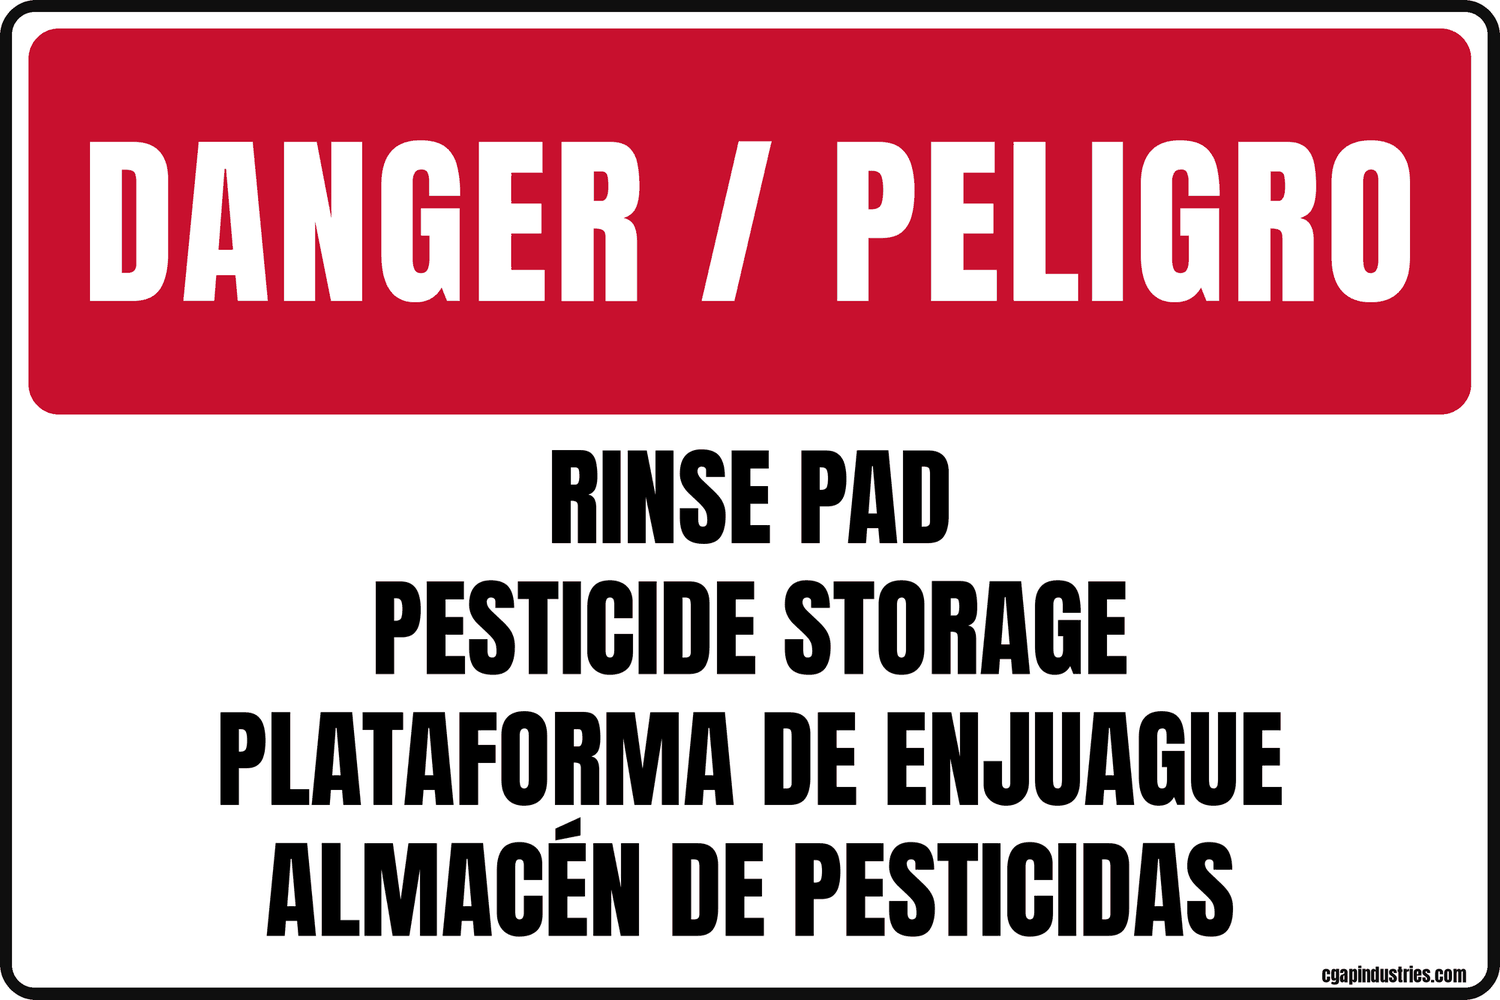 DANGER / PELIGRO
RINSE PAD
PESTICIDE STORAGE
PLATAFORMA DE ENJUAGUE
ALMACÉN DE PESTICIDAS
cgapindustries.com